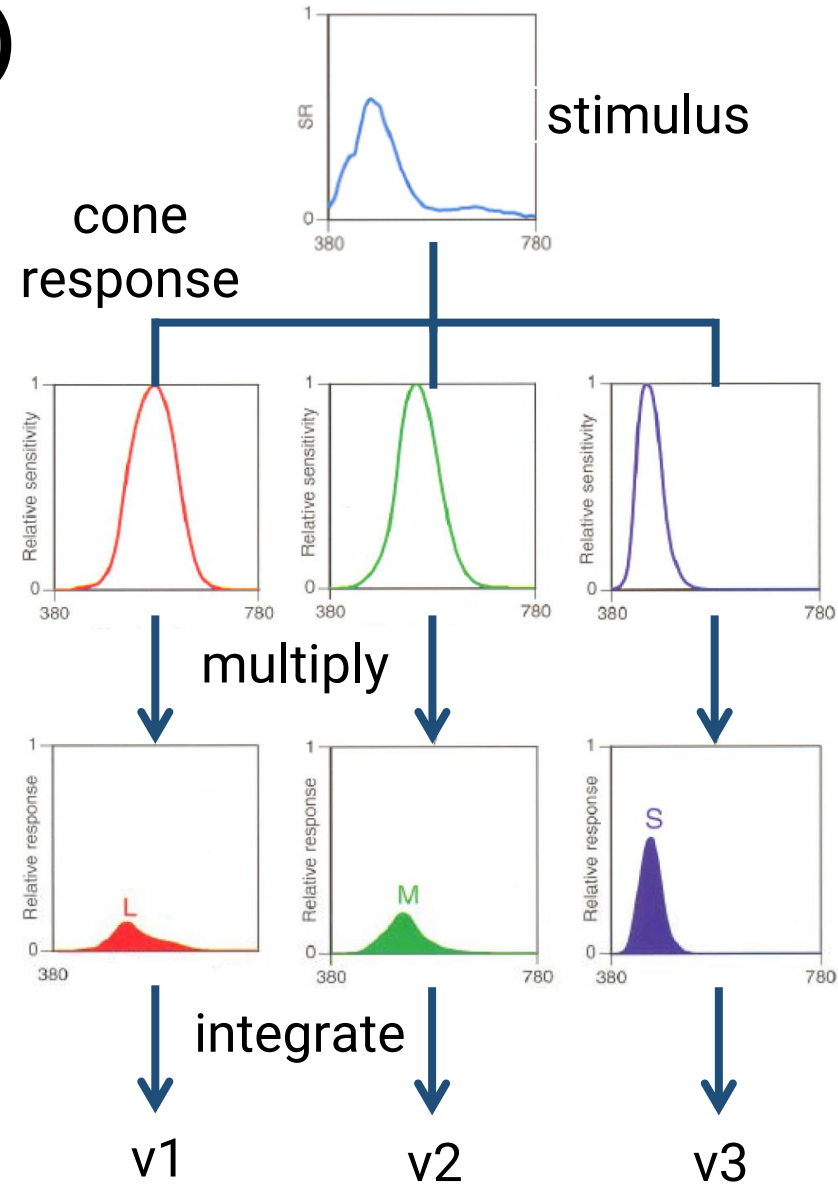 )
1
SR
stimulus
0
380
780
cone
response
1
1
1
Relative sensitivity
Relative sensitivity
Relative sensitivity
0
0
0
380
780
380
780
380
780
multiply
1
1
1
Relative response
Relative response
Relative response
L
M
S
0
0
0
380
380
780
380
780
integrate
v1
v2
v3